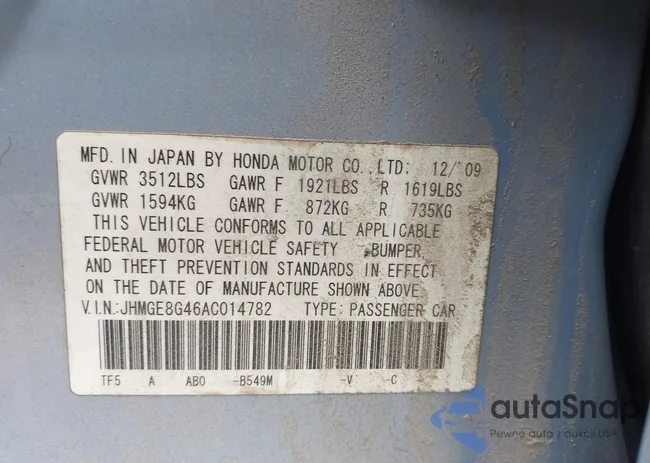 MFD. IN JAPAN BY HONDA MOTOR CO., LTD: 12/'09
GVWR 3512LBS GAWR F 1921LBS R 1619LBS
GVWR 1594KG GAWR F 872KG R 735KG
THIS VEHICLE CONFORMS TO ALL APPLICABLE
FEDERAL MOTOR VEHICLE SAFETY, BUMPER
AND THEFT PREVENTION STANDARDS IN EFFECT
ON THE DATE OF MANUFACTURE SHOWN ABOVE.
V.I.N.:JHMGE8G46AC014782 TYPE: PASSENGER CAR
TF5 A AB0 -B549M -V -C
autaSnap
Pewne auta z aukcji USA